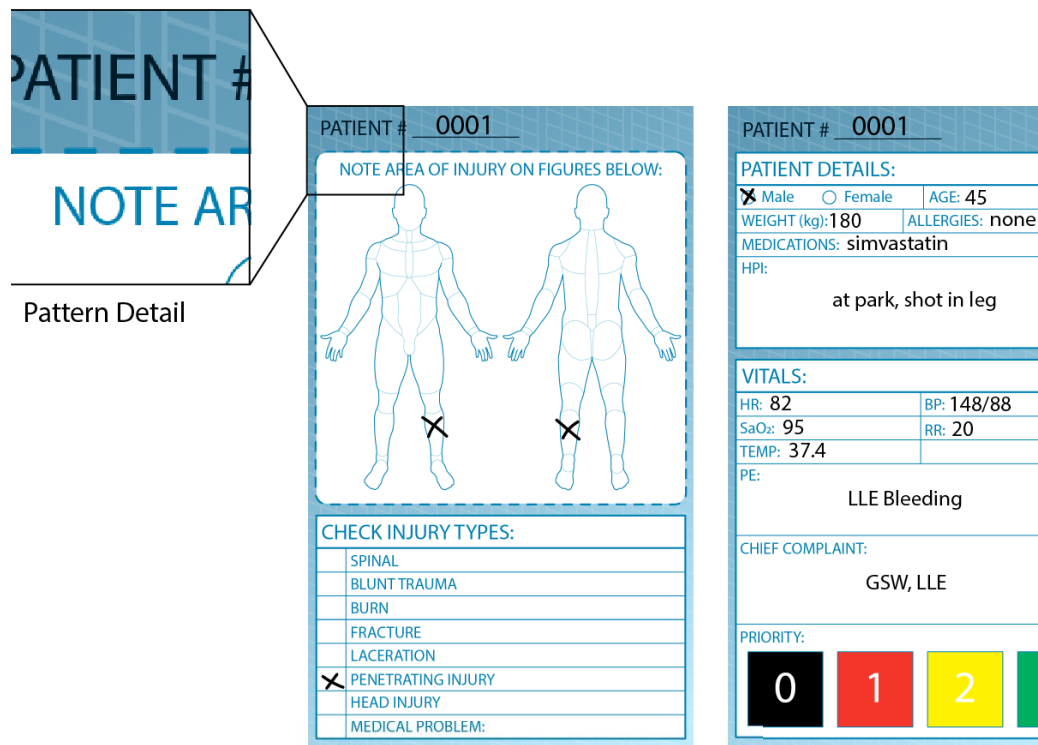 PATIENT #
NOTE AR
Pattern Detail
PATIENT # 0001
NOTE AREA OF INJURY ON FIGURES BELOW:
CHECK INJURY TYPES:
SPINAL
BLUNT TRAUMA
BURN
FRACTURE
LACERATION
X PENETRATING INJURY
HEAD INJURY
MEDICAL PROBLEM:
PATIENT # 0001
PATIENT DETAILS:
X Male Female AGE: 45
WEIGHT (kg): 180 ALLERGIES: none
MEDICATIONS: simvastatin
HPI:
at park, shot in leg
VITALS:
HR: 82 BP: 148/88
SaO₂: 95 RR: 20
TEMP: 37.4
PE:
LLE Bleeding
CHIEF COMPLAINT:
GSW, LLE
PRIORITY:
0 1 2